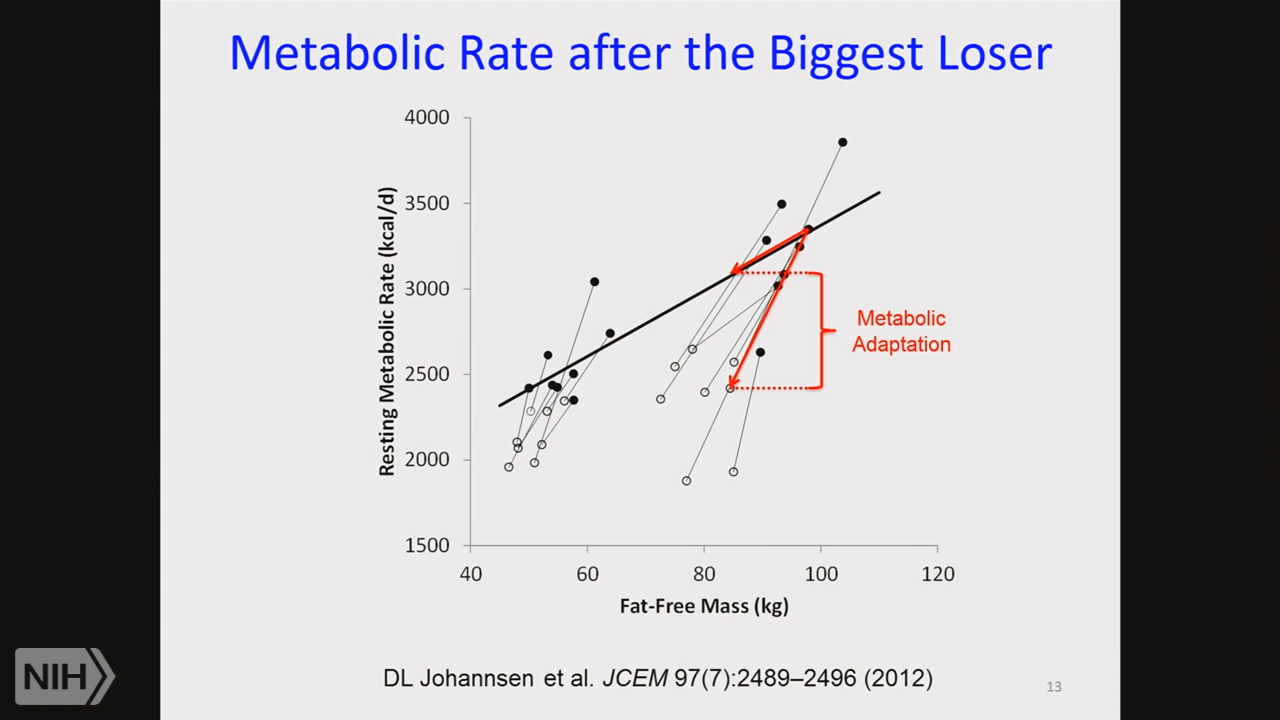 Metabolic Rate after the Biggest Loser
4000
3500
3000
2500
2000
1500
Resting Metabolic Rate (kcal/d)
40 60 80 100 120
Fat-Free Mass (kg)
Metabolic
Adaptation
DL Johannsen et al. JCEM 97(7):2489–2496 (2012)
13
NIH